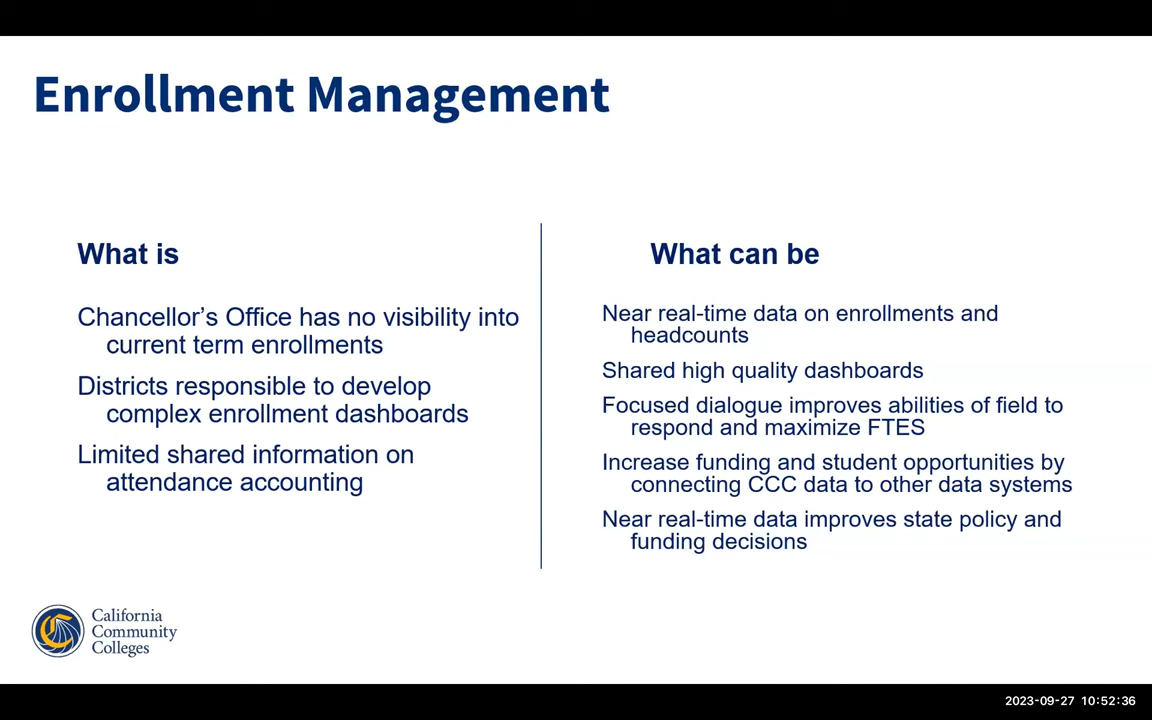 Enrollment Management
What is
Chancellor’s Office has no visibility into
current term enrollments
Districts responsible to develop
complex enrollment dashboards
Limited shared information on
attendance accounting
What can be
Near real-time data on enrollments and
headcounts
Shared high quality dashboards
Focused dialogue improves abilities of field to
respond and maximize FTES
Increase funding and student opportunities by
connecting CCC data to other data systems
Near real-time data improves state policy and
funding decisions
California
Community
Colleges
2023-09-27 10:52:36